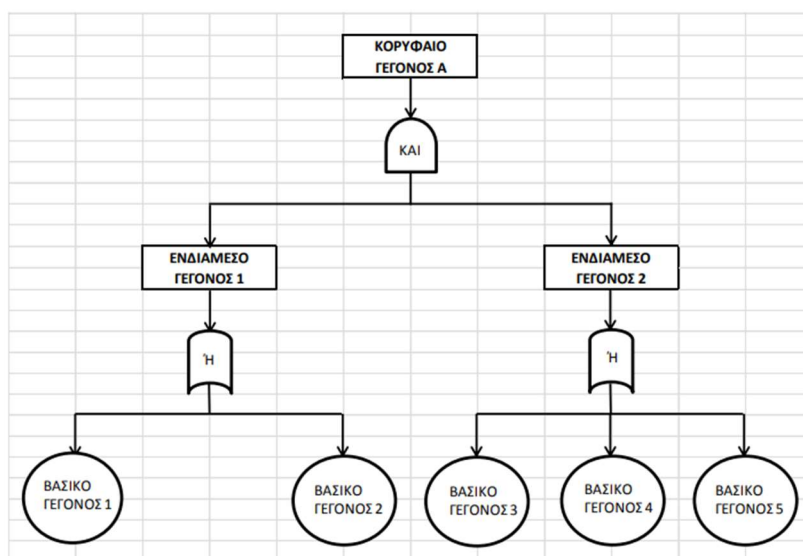 ΚΟΡΥΦΑΙΟ
ΓΕΓΟΝΟΣ Α
ΚΑΙ
ΕΝΔΙΑΜΕΣΟ
ΓΕΓΟΝΟΣ 1
ΕΝΔΙΑΜΕΣΟ
ΓΕΓΟΝΟΣ 2
Ή
Ή
ΒΑΣΙΚΟ
ΓΕΓΟΝΟΣ 1
ΒΑΣΙΚΟ
ΓΕΓΟΝΟΣ 2
ΒΑΣΙΚΟ
ΓΕΓΟΝΟΣ 3
ΒΑΣΙΚΟ
ΓΕΓΟΝΟΣ 4
ΒΑΣΙΚΟ
ΓΕΓΟΝΟΣ 5